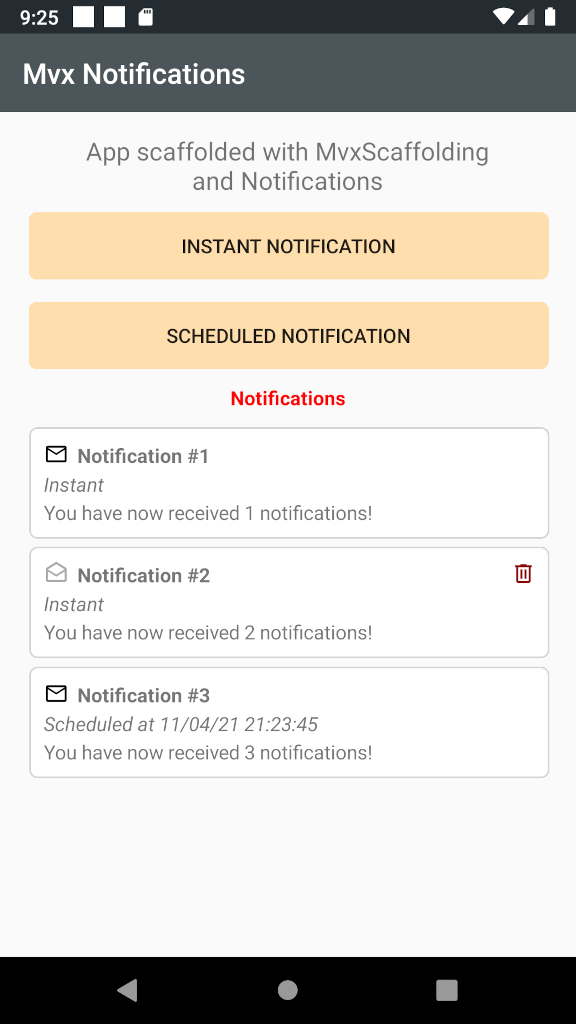 9:25
Mvx Notifications
App scaffolded with MvxScaffolding
and Notifications
INSTANT NOTIFICATION
SCHEDULED NOTIFICATION
Notifications
Notification #1
Instant
You have now received 1 notifications!
Notification #2
Instant
You have now received 2 notifications!
Notification #3
Scheduled at 11/04/21 21:23:45
You have now received 3 notifications!